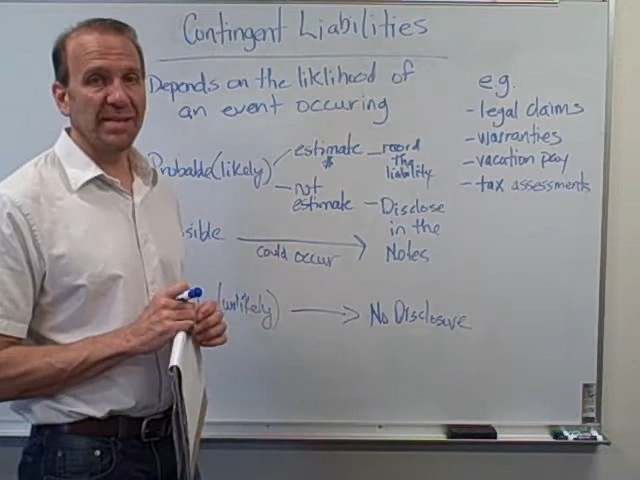 Contingent Liabilities
Depends on the liklihood of
an event occuring
Probable (likely)
estimate
$
record
the
liability
not
estimate
Disclose
in the
Notes
sible
could occur
(unlikely)
No Disclosure
e.g.
- legal claims
- warranties
- vacation pay
- tax assessments